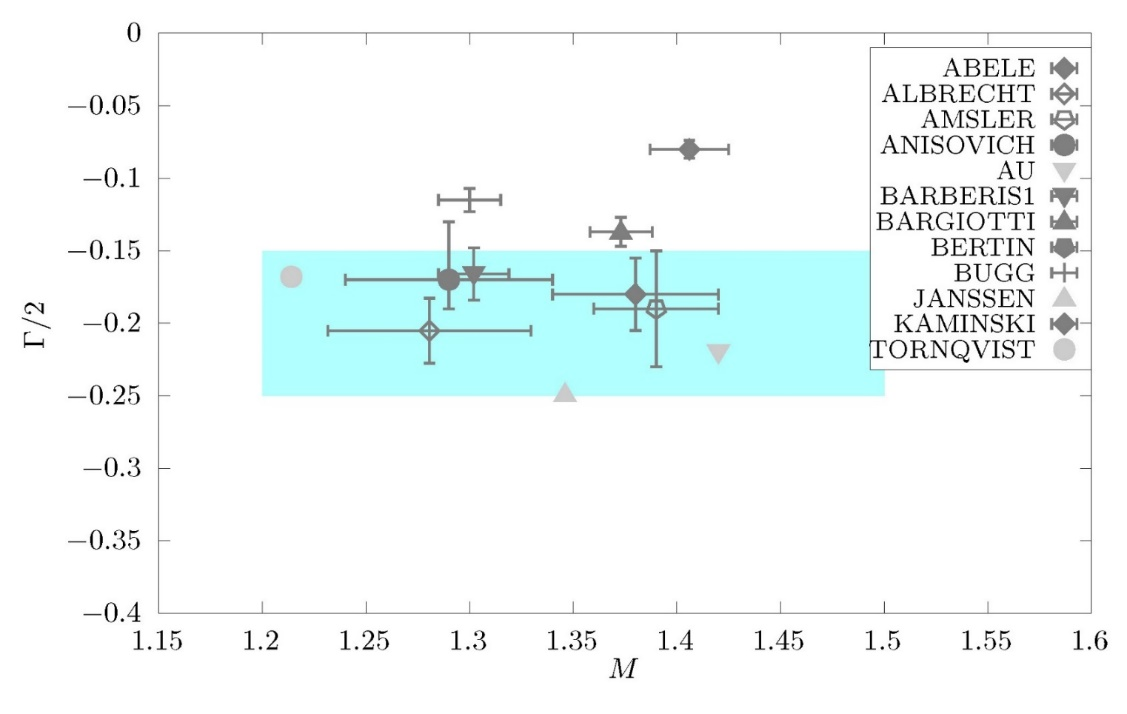 0
−0.05
−0.1
−0.15
−0.2
−0.25
−0.3
−0.35
−0.4
Γ/2
1.15 1.2 1.25 1.3 1.35 1.4 1.45 1.5 1.55 1.6
M
ABELE
ALBRECHT
AMSLER
ANISOVICH
AU
BARBERIS1
BARGIOTTI
BERTIN
BUGG
JANSSEN
KAMINSKI
TORNQVIST